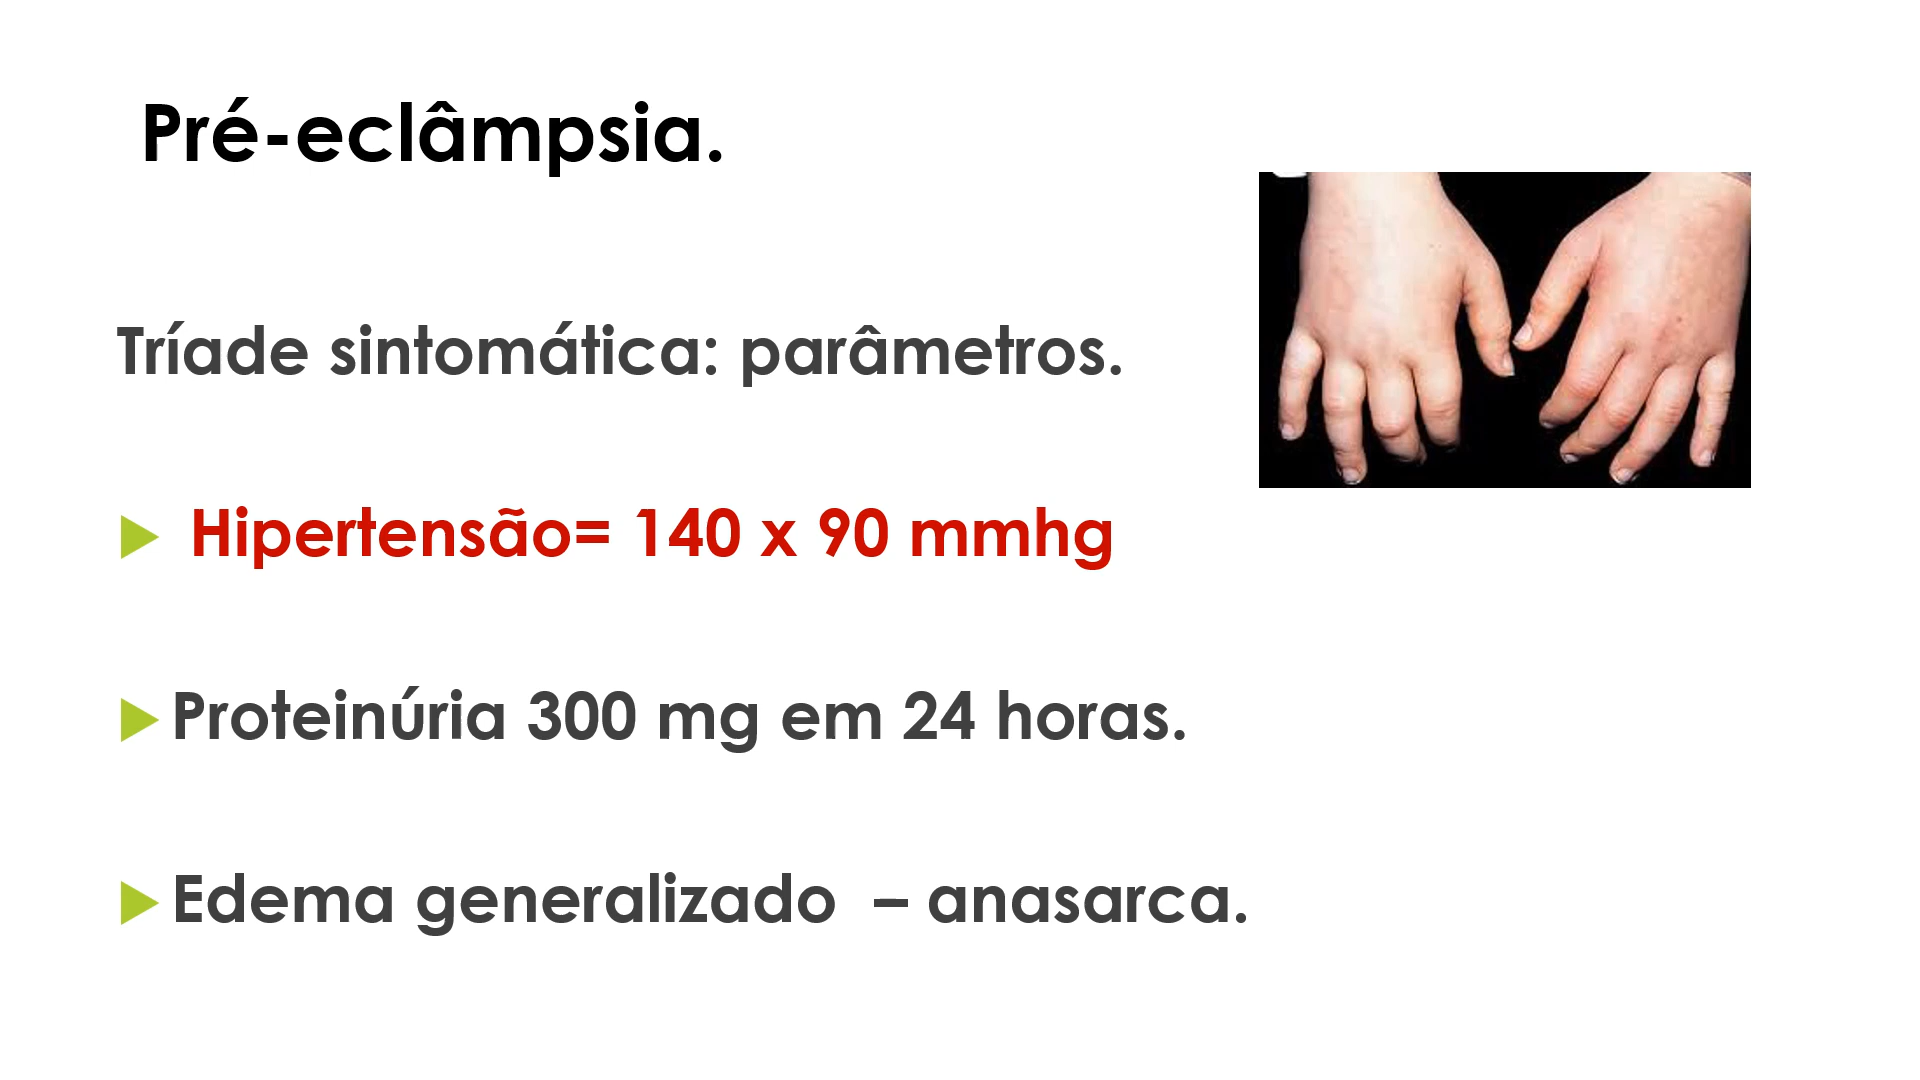 Pré-eclâmpsia.
Tríade sintomática: parâmetros.
Hipertensão= 140 x 90 mmhg
Proteinúria 300 mg em 24 horas.
Edema generalizado – anasarca.